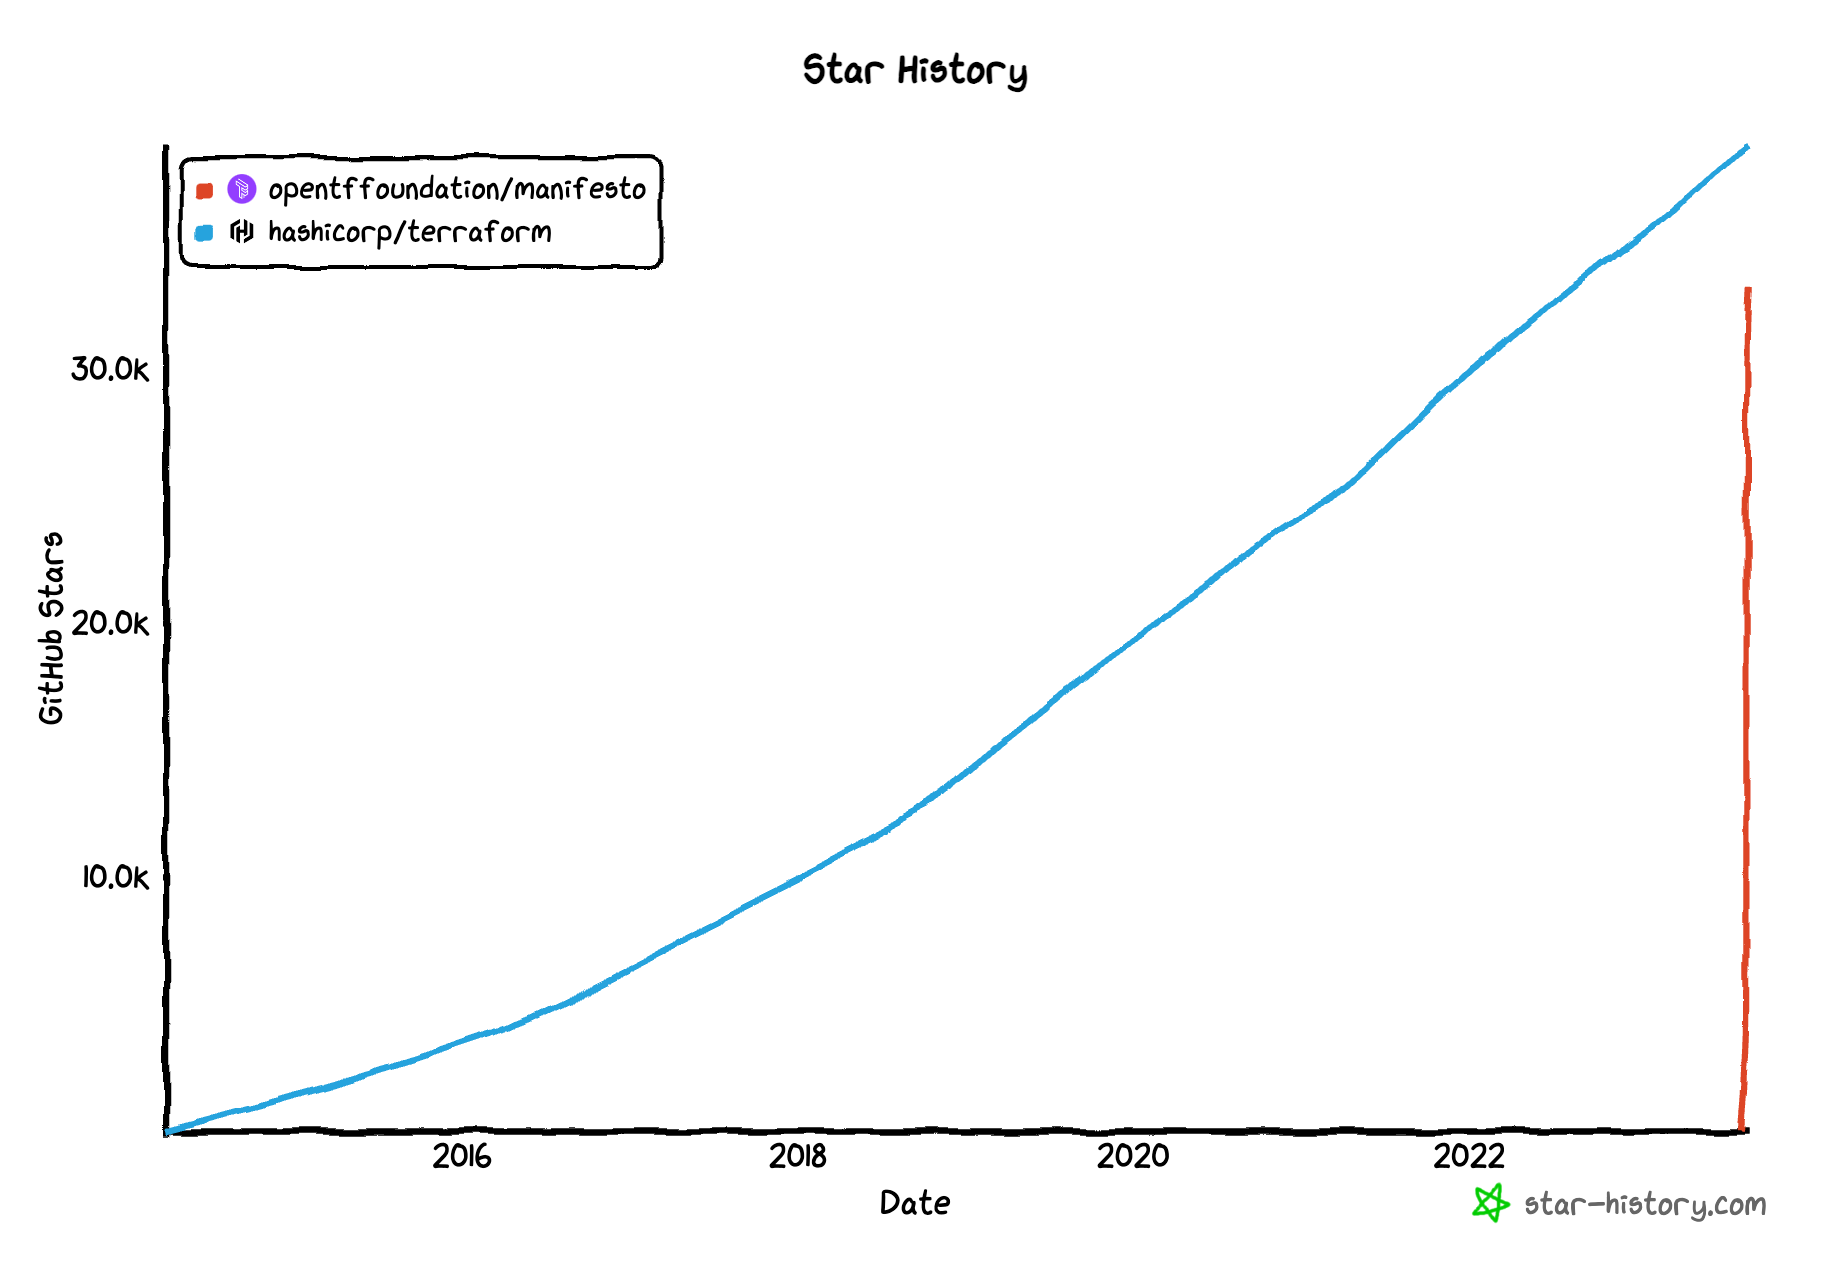 Star History
opentffoundation/manifesto
hashicorp/terraform
30.0K
20.0K
10.0K
GitHub Stars
2016 2018 2020 2022
Date
star-history.com